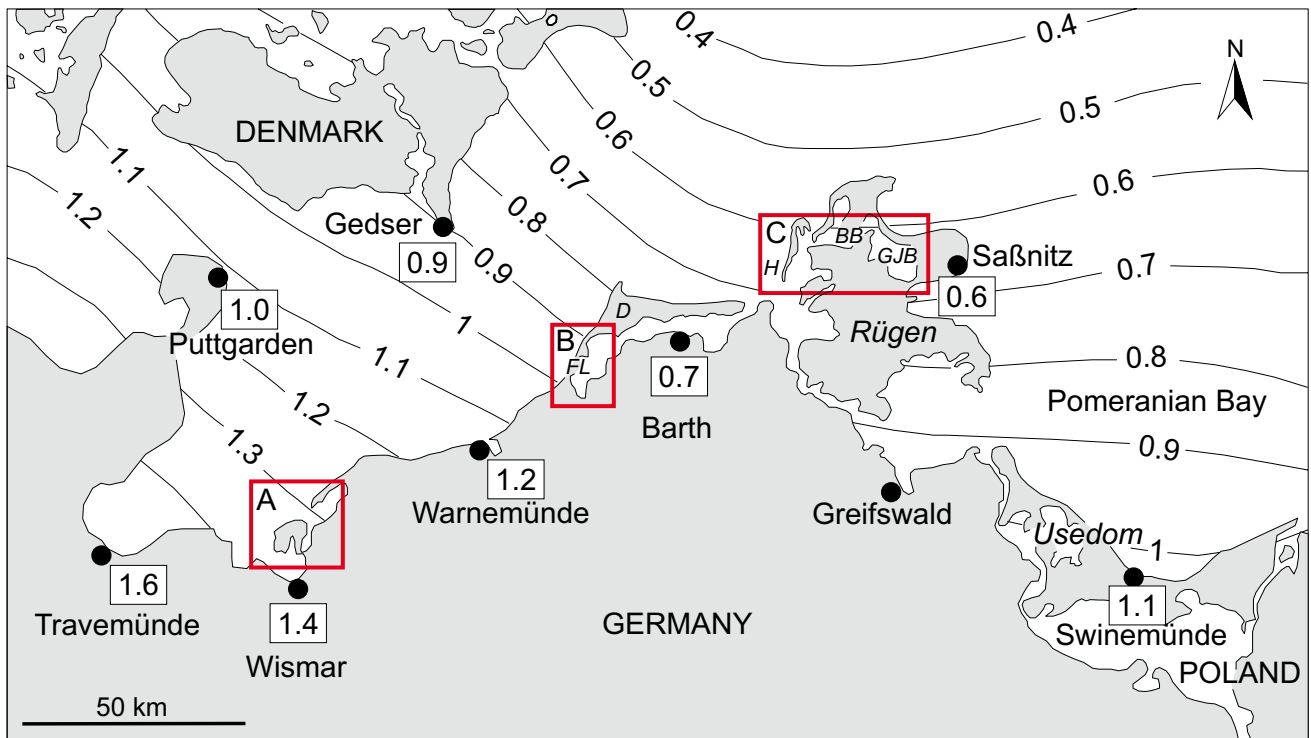 0.4
0.4
N
0.5
0.5
DENMARK
0.6
1.1
0.7
0.6
1.2
0.8
Gedser
0.9
0.9
C
BB
H
GJB
Saßnitz
0.6
0.7
1.0
Puttgarden
1
D
B
FL
0.7
Barth
Rügen
1.1
0.8
Pomeranian Bay
1.2
1.3
0.9
A
1.2
Warnemünde
Greifswald
Usedom
1
1.6
Travemünde
1.4
Wismar
GERMANY
1.1
Swinemünde
POLAND
50 km